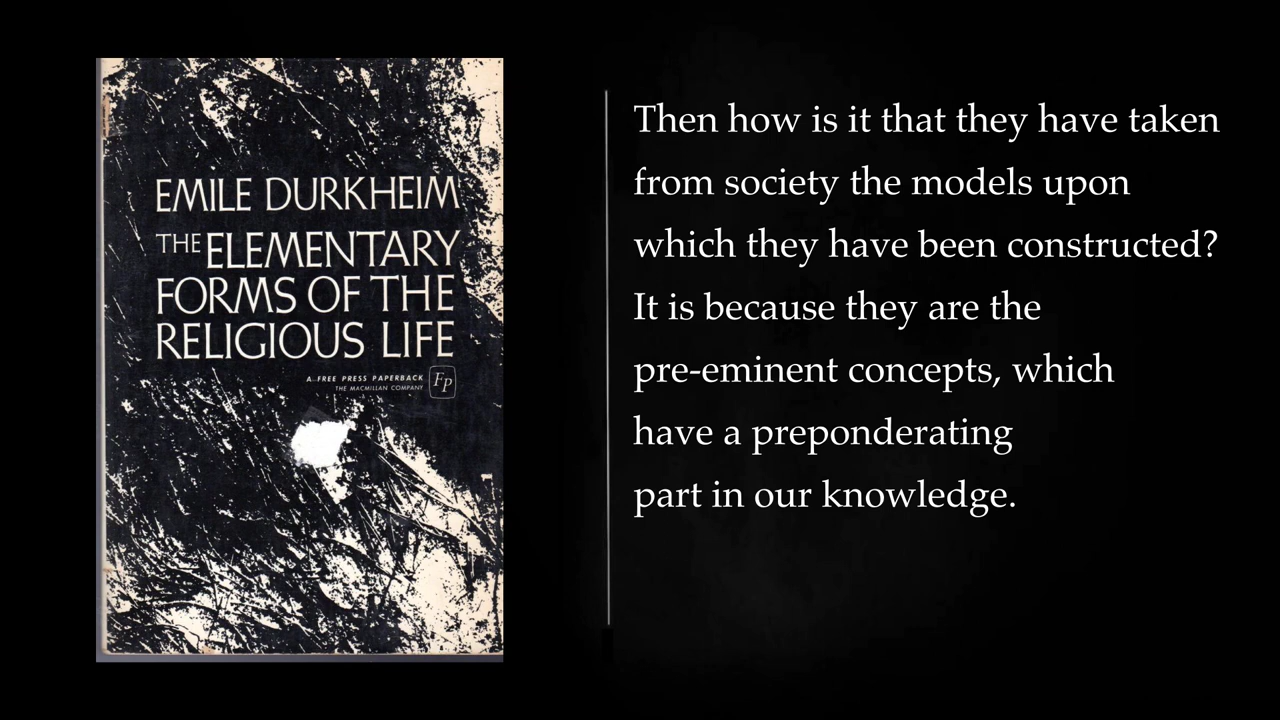 EMILE DURKHEIM
THE ELEMENTARY
FORMS OF THE
RELIGIOUS LIFE
A FREE PRESS PAPERBACK
THE MACMILLAN COMPANY
FP
Then how is it that they have taken
from society the models upon
which they have been constructed?
It is because they are the
pre-eminent concepts, which
have a preponderating
part in our knowledge.